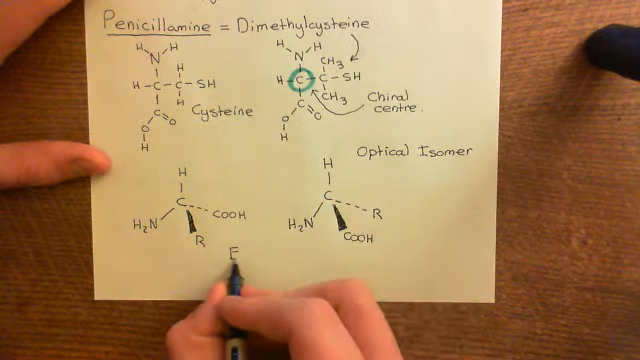 Penicillamine = Dimethylcysteine
H H
N
H - C - C - SH
H
H
C O
O
H
Cysteine
H H
N
CH3
H - C - C - SH
CH3
C O
O
H
Chiral
centre.
Optical Isomer
H
C
H2N
COOH
R
H
C
H2N
R
COOH
E